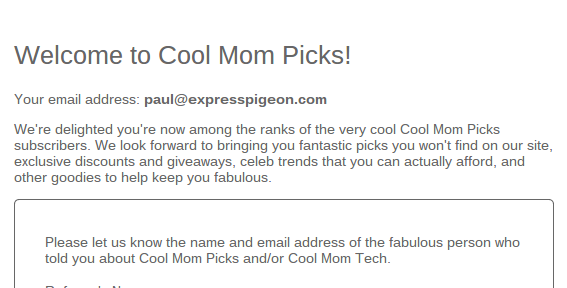 Welcome to Cool Mom Picks!
Your email address: paul@expresspigeon.com
We're delighted you're now among the ranks of the very cool Cool Mom Picks
subscribers. We look forward to bringing you fantastic picks you won't find on our site,
exclusive discounts and giveaways, celeb trends that you can actually afford, and
other goodies to help keep you fabulous.
Please let us know the name and email address of the fabulous person who
told you about Cool Mom Picks and/or Cool Mom Tech.